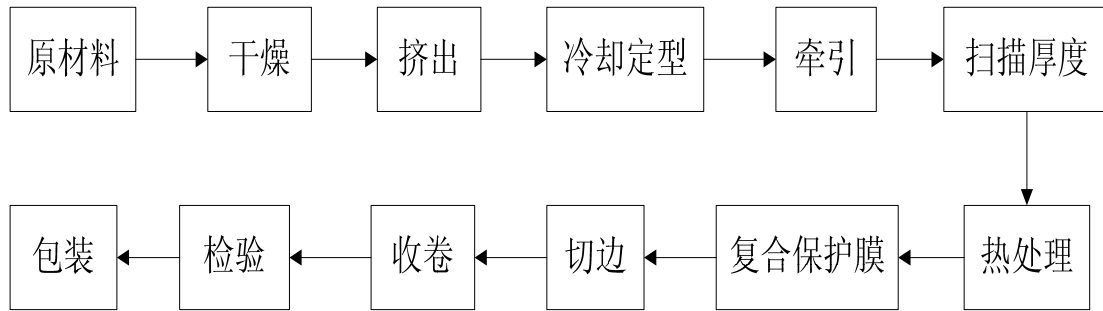 原材料
干燥
挤出
冷却定型
牵引
扫描厚度
热处理
复合保护膜
切边
收卷
检验
包装